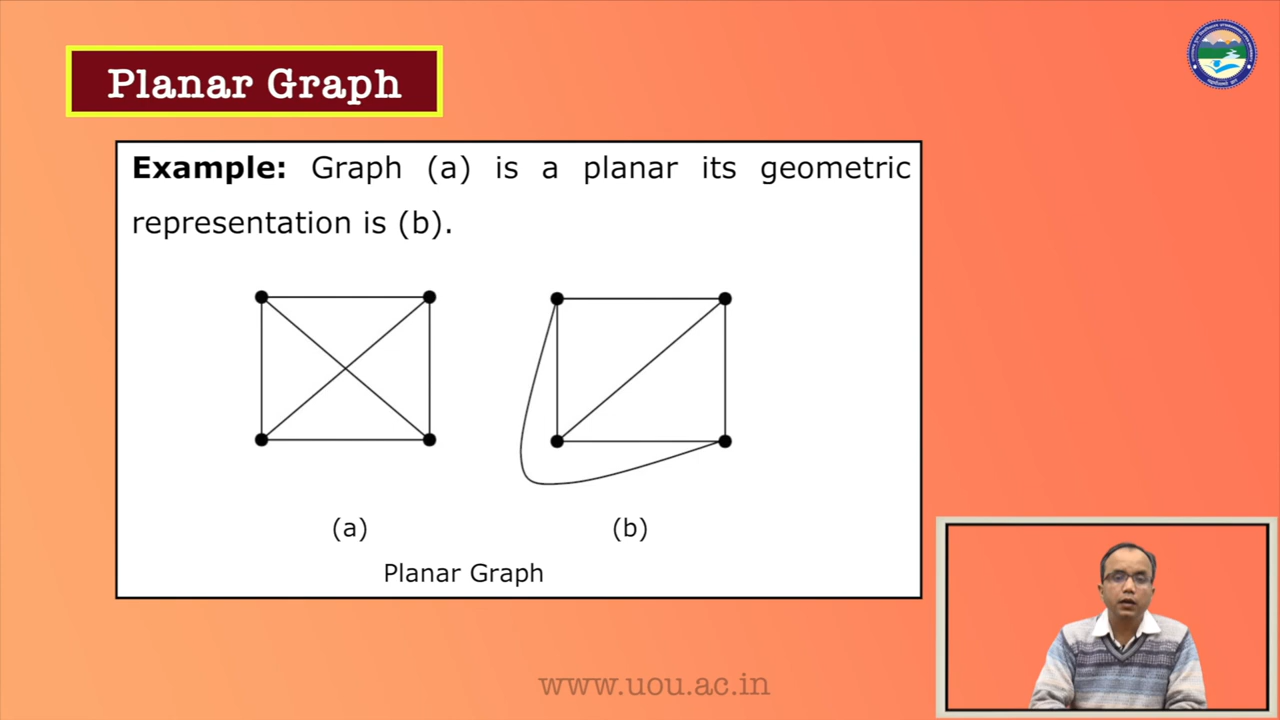 Planar Graph
Example: Graph (a) is a planar its geometric
representation is (b).
(a) (b)
Planar Graph
www.uou.ac.in